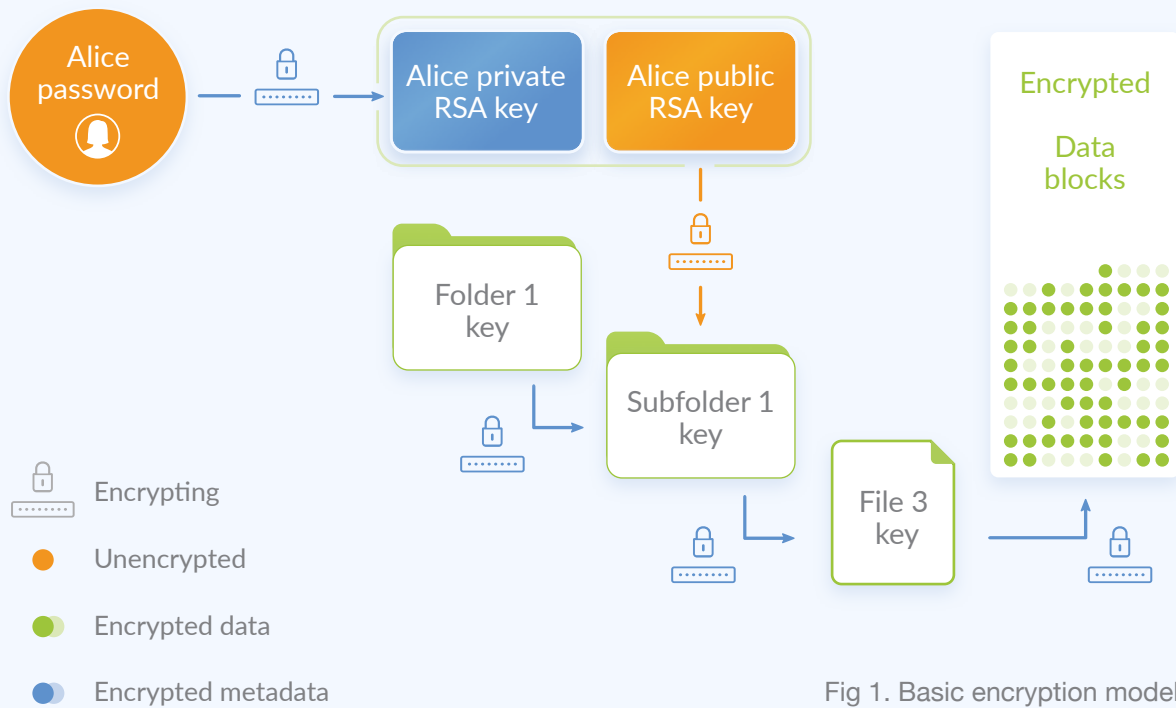 Alice
password
Alice private
RSA key
Alice public
RSA key
Encrypted
Data
blocks
Folder 1
key
Subfolder 1
key
File 3
key
Encrypting
Unencrypted
Encrypted data
Encrypted metadata
Fig 1. Basic encryption model